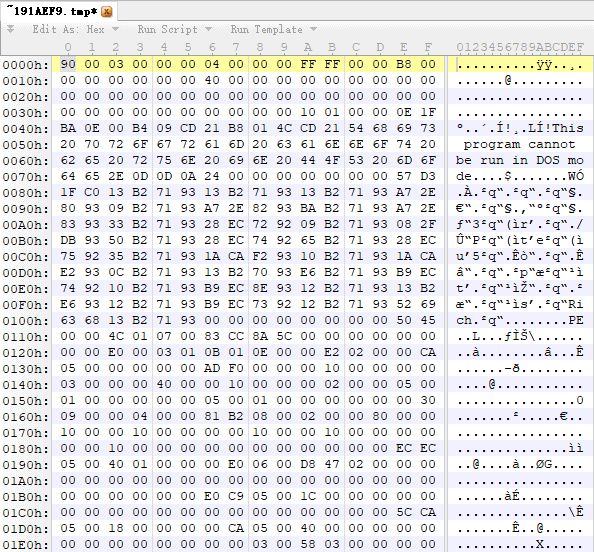 ~191AEF9.tmp*
Edit As: Hex Run Script Run Template
0 1 2 3 4 5 6 7 8 9 A B C D E F 0123456789ABCDEF
0000h: 90 00 03 00 00 00 04 00 00 00 FF FF 00 00 B8 00 ..........ÿÿ..¸.
0010h: 00 00 00 00 00 00 40 00 00 00 00 00 00 00 00 00 ......@.........
0020h: 00 00 00 00 00 00 00 00 00 00 00 00 00 00 00 00 ................
0030h: 00 00 00 00 00 00 00 00 00 00 10 01 00 00 0E 1F ................
0040h: BA 0E 00 B4 09 CD 21 B8 01 4C CD 21 54 68 69 73 º..´.Í!¸.LÍ!This
0050h: 20 70 72 6F 67 72 61 6D 20 63 61 6E 6E 6F 74 20 program cannot
0060h: 62 65 20 72 75 6E 20 69 6E 20 44 4F 53 20 6D 6F be run in DOS mo
0070h: 64 65 2E 0D 0D 0A 24 00 00 00 00 00 00 00 57 D3 de....$.......WÓ
0080h: 1F C0 13 B2 71 93 13 B2 71 93 13 B2 71 93 A7 2E .À.²q“.²q“.²q“§.
0090h: 80 93 09 B2 71 93 A7 2E 82 93 BA B2 71 93 A7 2E €“.²q“§.‚“º²q“§.
00A0h: 83 93 33 B2 71 93 28 EC 72 92 09 B2 71 93 08 2F ƒ“3²q“(ìr’.²q“./
00B0h: DB 93 50 B2 71 93 28 EC 74 92 65 B2 71 93 28 EC Û“P²q“(ìt’e²q“(ì
00C0h: 75 92 35 B2 71 93 1A CA F2 93 10 B2 71 93 1A CA u’5²q“.Êò“.²q“.Ê
00D0h: E2 93 0C B2 71 93 13 B2 70 93 E6 B2 71 93 B9 EC â“.²q“.²p“æ²q“¹ì
00E0h: 74 92 10 B2 71 93 B9 EC 8E 93 12 B2 71 93 13 B2 t’.²q“¹ìŽ“.²q“.²
00F0h: E6 93 12 B2 71 93 B9 EC 73 92 12 B2 71 93 52 69 æ“.²q“¹ìs’.²q“Ri
0100h: 63 68 13 B2 71 93 00 00 00 00 00 00 00 00 50 45 ch.²q“........PE
0110h: 00 00 4C 01 07 00 83 CC 8A 5C 00 00 00 00 00 00 ..L...ƒÌŠ\......
0120h: 00 00 E0 00 03 01 0B 01 0E 00 00 E2 02 00 00 CA ..à........â...Ê
0130h: 05 00 00 00 00 00 AD F0 00 00 00 10 00 00 00 00 .......ð........
0140h: 03 00 00 00 40 00 00 10 00 00 00 02 00 00 05 00 ....@...........
0150h: 01 00 00 00 00 00 05 00 01 00 00 00 00 00 00 30 ...............0
0160h: 09 00 00 04 00 00 81 B2 08 00 02 00 00 80 00 00 .......².....€..
0170h: 10 00 00 10 00 00 00 00 10 00 00 10 00 00 00 00 ................
0180h: 00 00 10 00 00 00 00 00 00 00 00 00 00 00 EC EC ..............ìì
0190h: 05 00 40 01 00 00 00 E0 06 00 D8 47 02 00 00 00 ..@....à..ØG....
01A0h: 00 00 00 00 00 00 00 00 00 00 00 00 00 00 00 00 ................
01B0h: 00 00 00 00 00 00 E0 C9 05 00 1C 00 00 00 00 00 ......àÉ........
01C0h: 00 00 00 00 00 00 00 00 00 00 00 00 00 00 5C CA ..............\Ê
01D0h: 05 00 18 00 00 00 00 CA 05 00 40 00 00 00 00 00 .......Ê..@.....
01E0h: 00 00 00 00 00 00 00 00 00 03 00 58 03 00 00 00 ...........X....